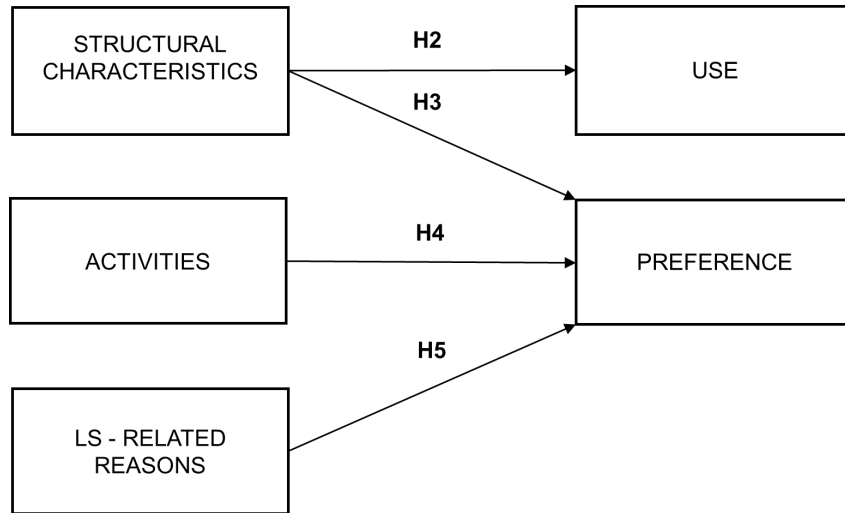 STRUCTURAL
CHARACTERISTICS
H2
USE
H3
ACTIVITIES
H4
PREFERENCE
H5
LS - RELATED
REASONS